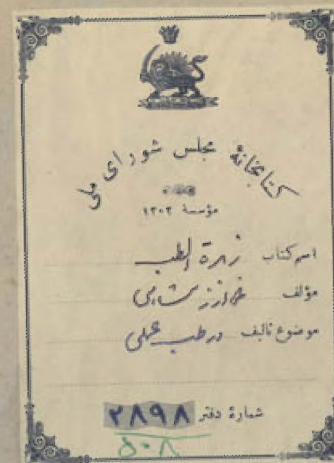 کتابخانهٔ مجلس شورای ملی
مؤسسهٔ ۱۳۰۲
اسم کتاب زبدة الطب
مؤلف خوارزمشاهی
موضوع تالیف در طب عملی
شمارهٔ دفتر ۲۸۹۸
۵۰۸